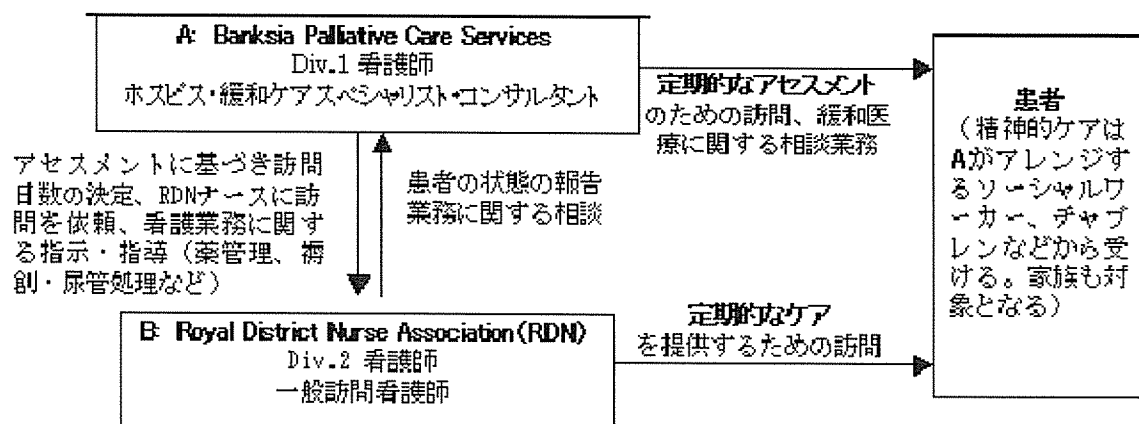 A: Banksia Palliative Care Services
Div.1 看護師
ホスピス・緩和ケアスペシャリスト・コンサルタント
定期的なアセスメント
のための訪問、緩和医
療に関する相談業務
患者
（精神的ケアは
Aがアレンジす
るソーシャルワ
ーカー、チャプ
レンなどから受
ける。家族も対
象となる）
アセスメントに基づき訪問
日数の決定、RDNナースに訪
問を依頼、看護業務に関す
る指示・指導（薬管理、褥
創・尿管処理など）
患者の状態の報告
業務に関する相談
B: Royal District Nurse Association(RDN)
Div.2 看護師
一般訪問看護師
定期的なケア
を提供するための訪問